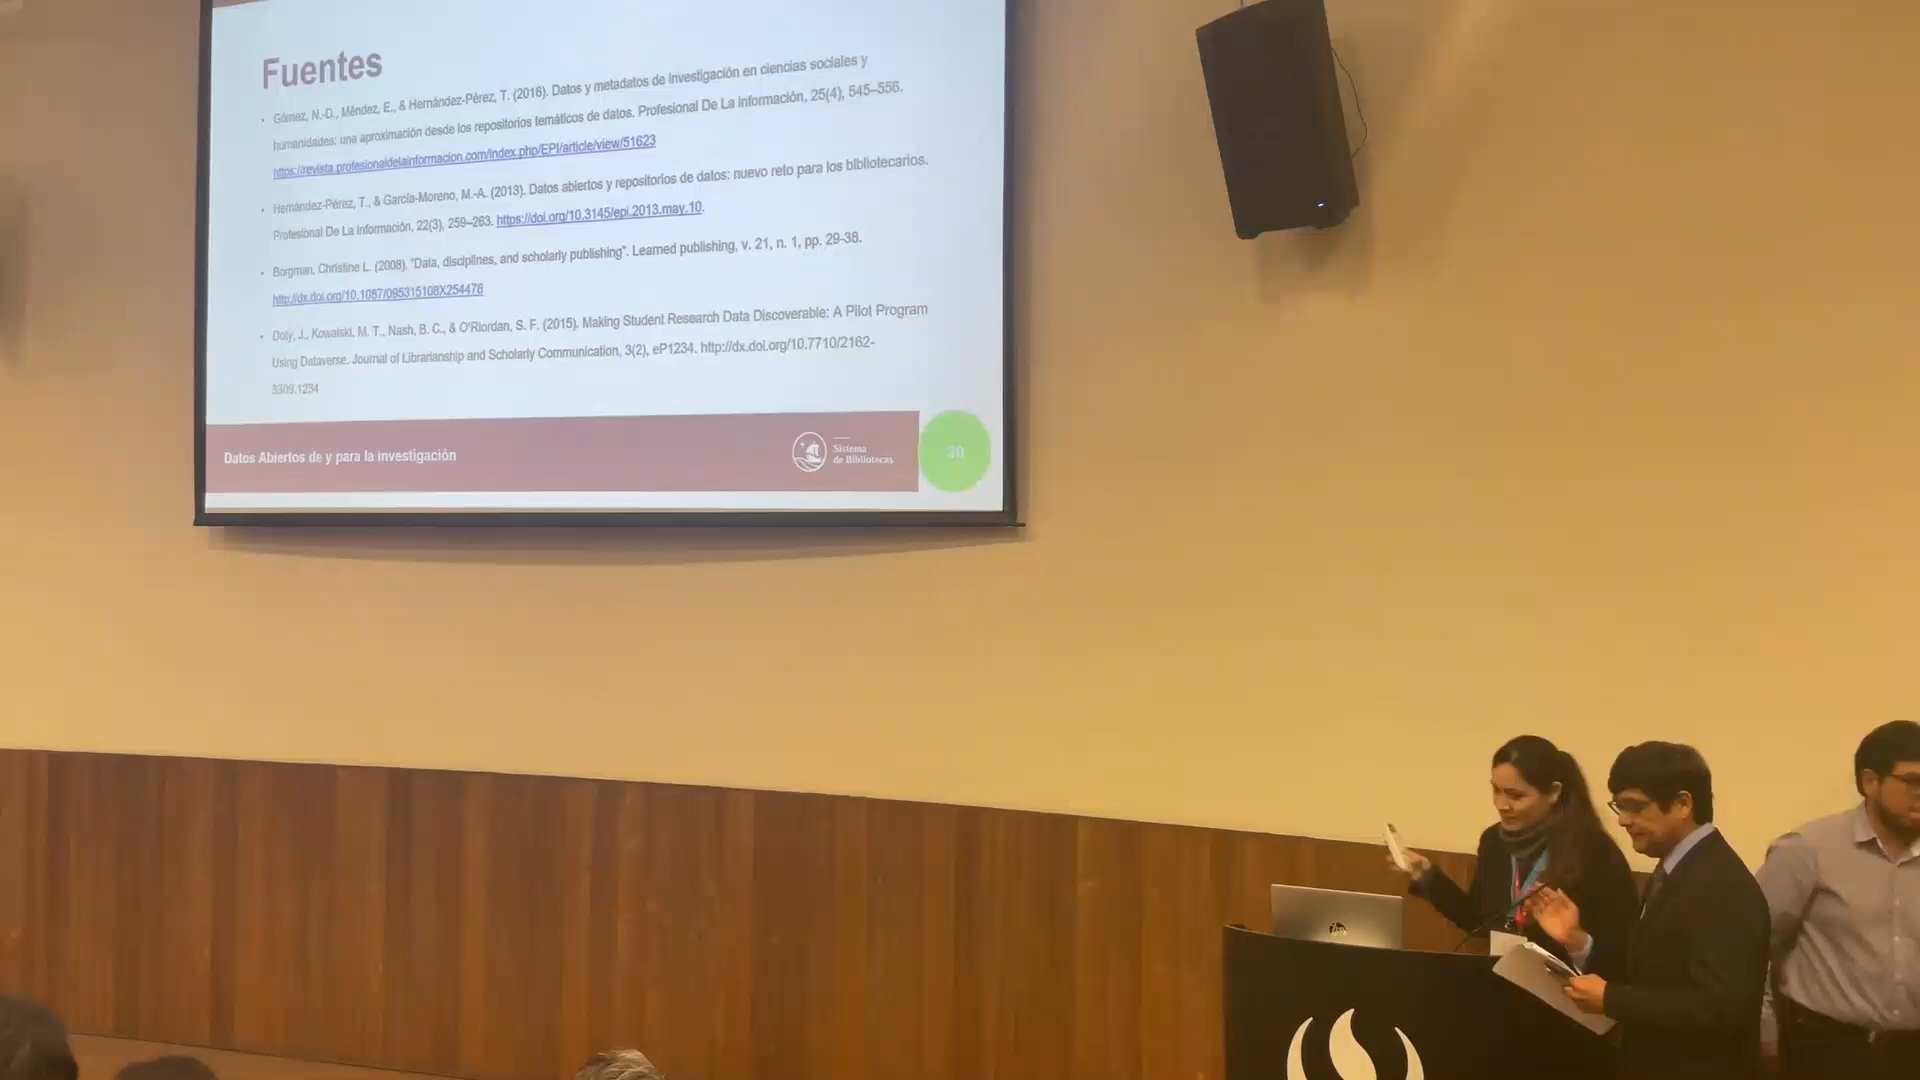 Fuentes
• Gómez, N.-D., Méndez, E., & Hernández-Pérez, T. (2016). Datos y metadatos de investigación en ciencias sociales y
humanidades: una aproximación desde los repositorios temáticos de datos. Profesional De La Información, 25(4), 545–556.
https://revista.profesionaldelainformacion.com/index.php/EPI/article/view/51623
• Hernández-Pérez, T., & García-Moreno, M.-A. (2013). Datos abiertos y repositorios de datos: nuevo reto para los bibliotecarios.
Profesional De La Información, 22(3), 259–263. https://doi.org/10.3145/epi.2013.may.10.
• Borgman, Christine L. (2008). "Data, disciplines, and scholarly publishing". Learned publishing, v. 21, n. 1, pp. 29-38.
http://dx.doi.org/10.1087/095315108X254476
• Doty, J., Kowalski, M. T., Nash, B. C., & O'Riordan, S. F. (2015). Making Student Research Data Discoverable: A Pilot Program
Using Dataverse. Journal of Librarianship and Scholarly Communication, 3(2), eP1234. http://dx.doi.org/10.7710/2162-
3309.1234
Datos Abiertos de y para la investigación
Sistema
de Bibliotecas
30
hp